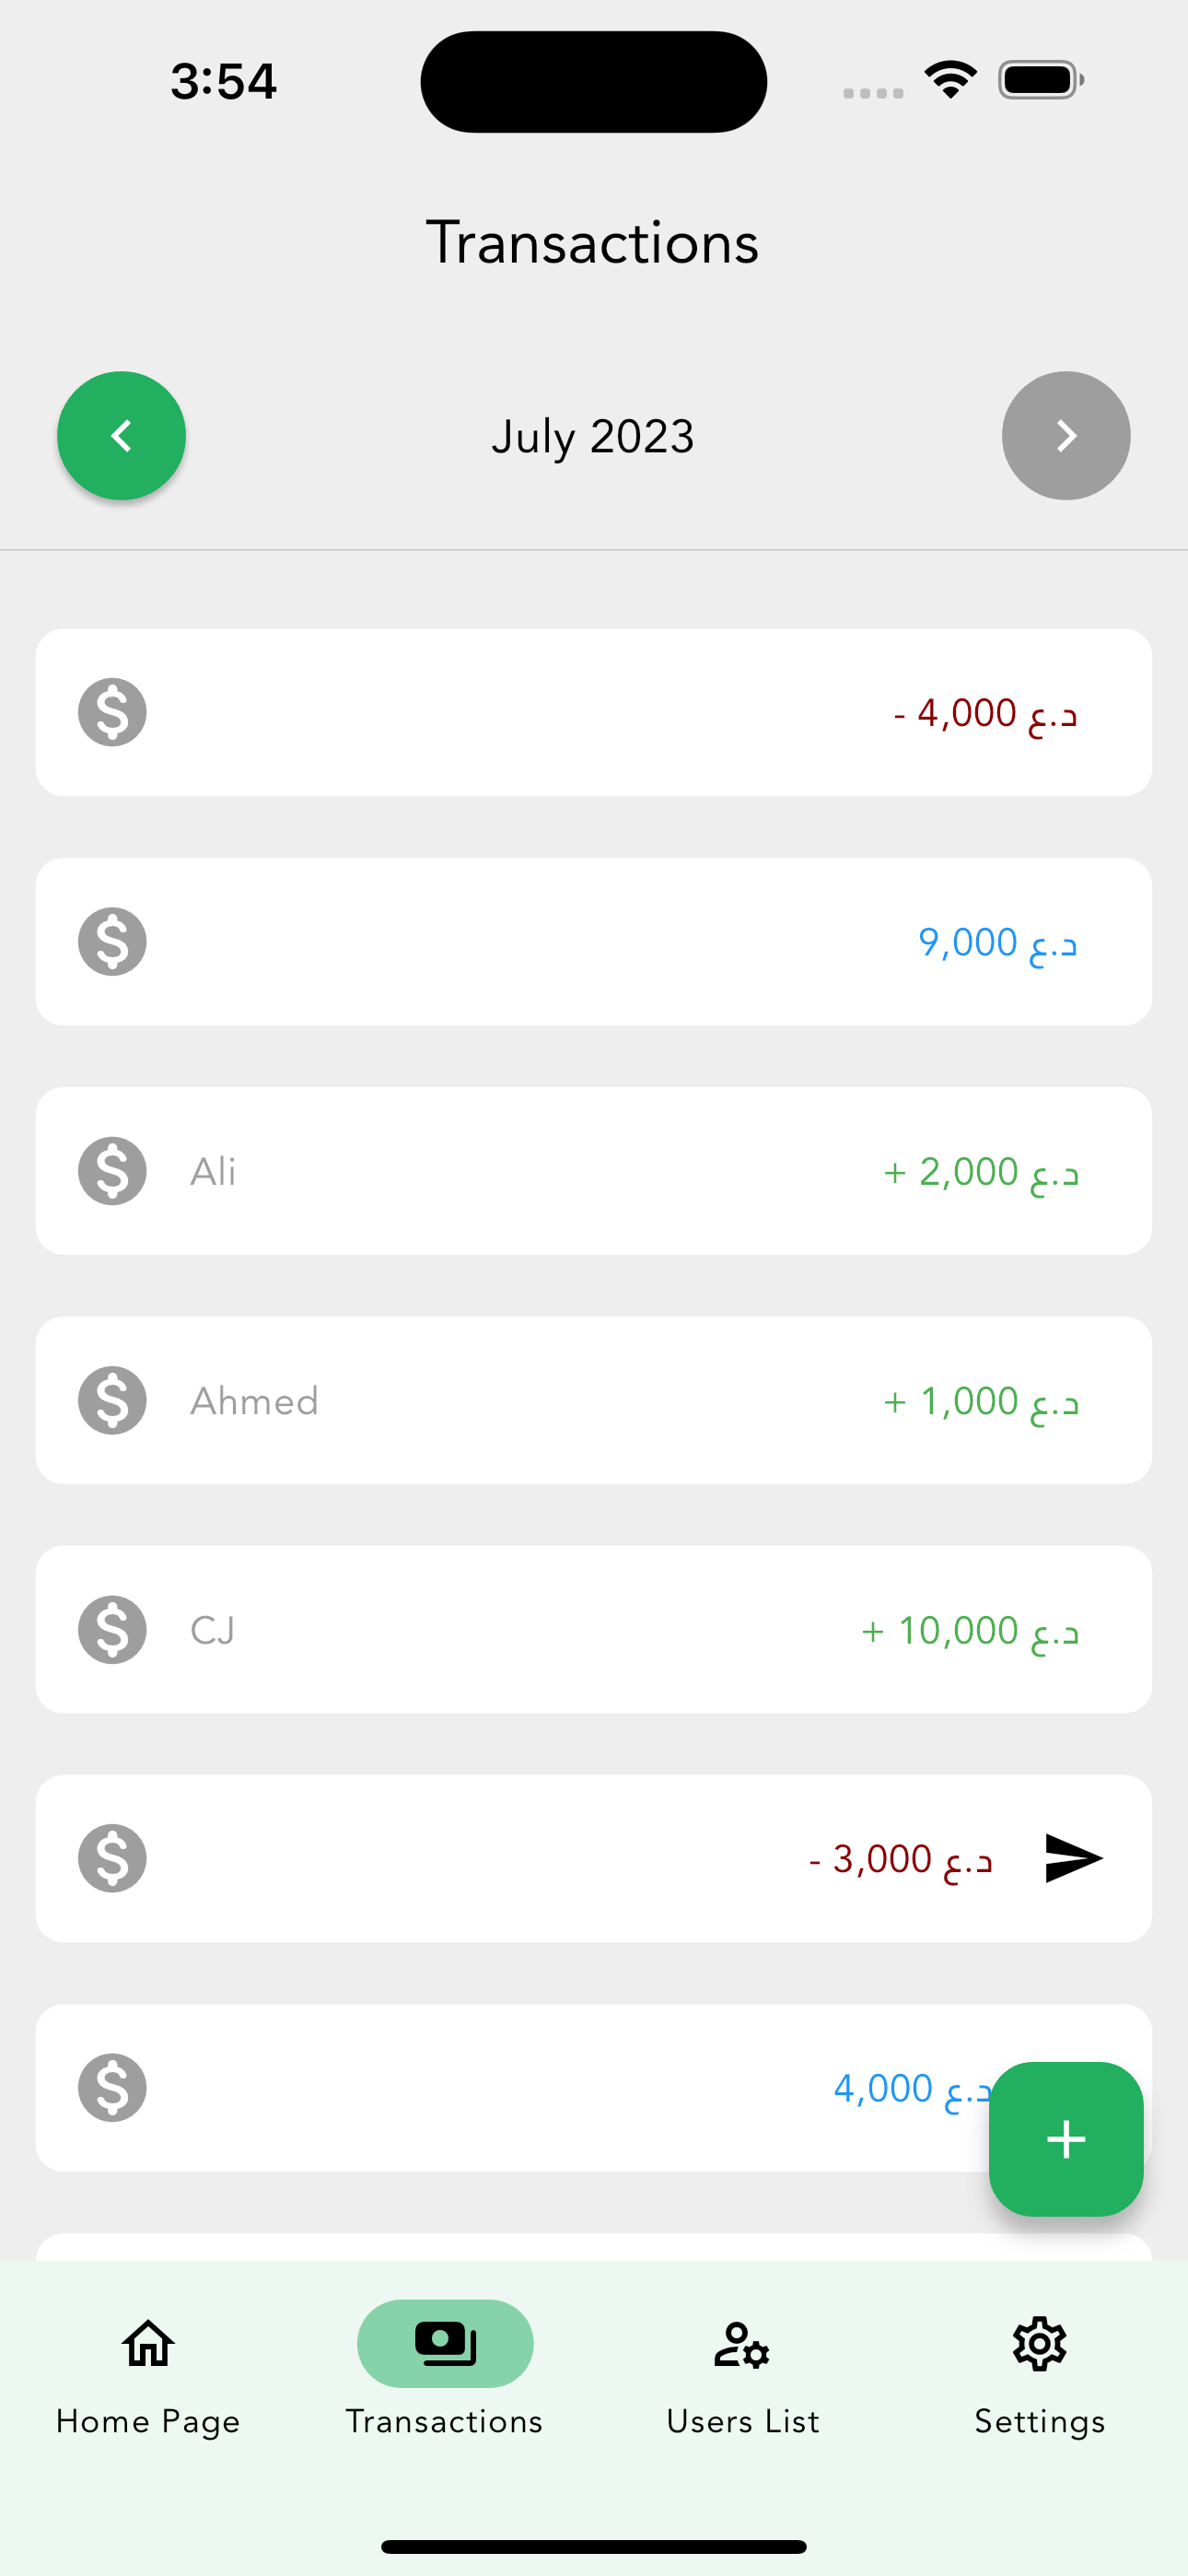 3:54
Transactions
July 2023
- 4,000 د.ع
9,000 د.ع
Ali
+ 2,000 د.ع
Ahmed
+ 1,000 د.ع
CJ
+ 10,000 د.ع
- 3,000 د.ع
4,000 د.ع
+
Home Page
Transactions
Users List
Settings